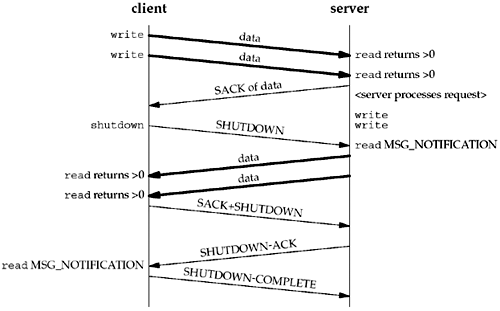 client server
write data
read returns >0
write data
read returns >0
SACK of data
<server processes request>
write
write
shutdown SHUTDOWN
read MSG_NOTIFICATION
data
read returns >0
data
read returns >0
SACK+SHUTDOWN
SHUTDOWN-ACK
read MSG_NOTIFICATION
SHUTDOWN-COMPLETE